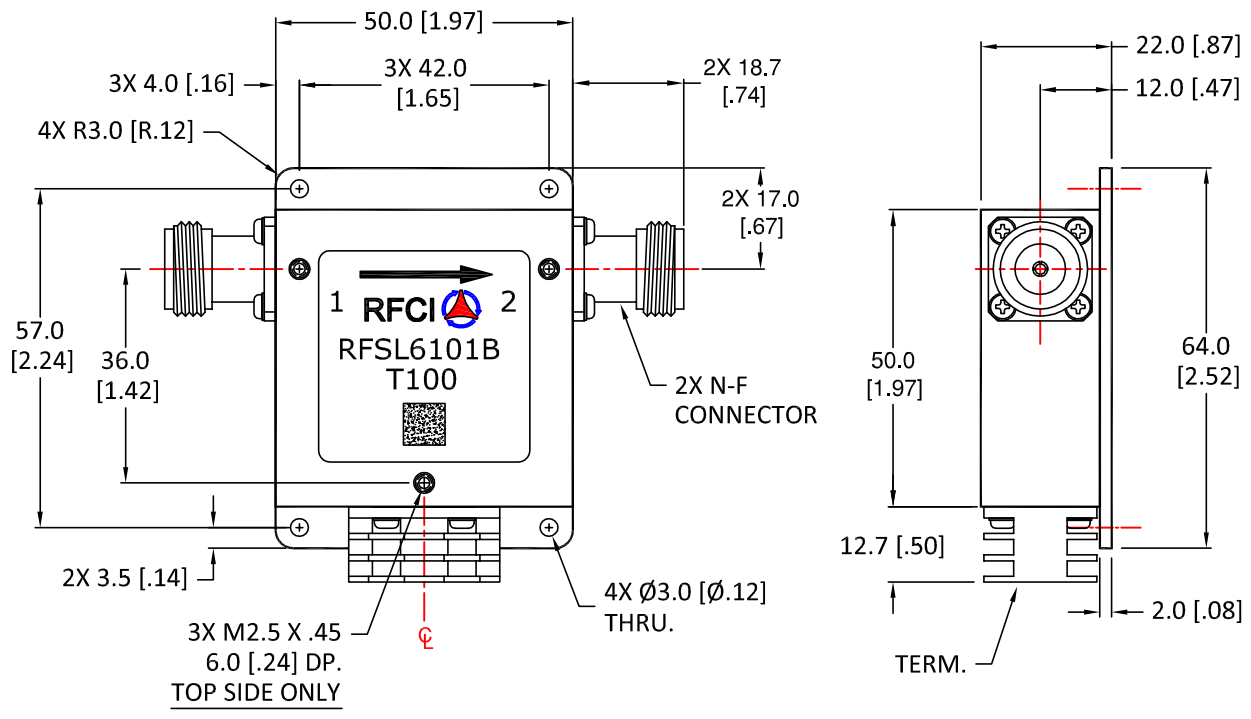 50.0 [1.97]
3X 4.0 [.16]
3X 42.0
[1.65]
2X 18.7
[.74]
4X R3.0 [R.12]
2X 17.0
[.67]
57.0
[2.24]
36.0
[1.42]
1
RFCI
2
RFSL6101B
T100
2X N-F
CONNECTOR
2X 3.5 [.14]
4X Ø3.0 [Ø.12]
THRU.
3X M2.5 X .45
6.0 [.24] DP.
TOP SIDE ONLY
CL
22.0 [.87]
12.0 [.47]
50.0
[1.97]
64.0
[2.52]
12.7 [.50]
2.0 [.08]
TERM.